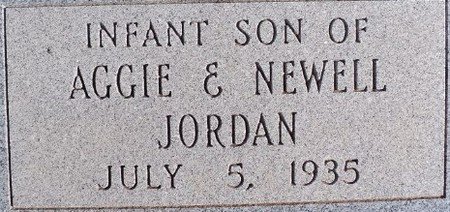 INFANT SON OF
AGGIE & NEWELL
JORDAN
JULY 5, 1935